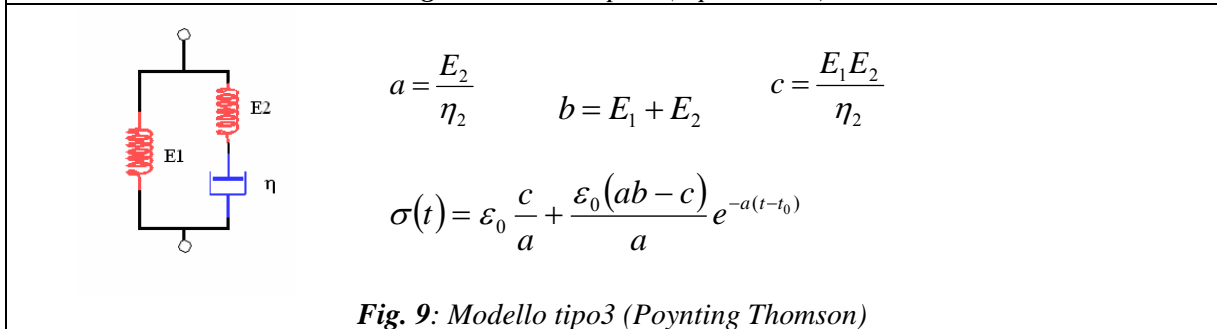 E1
E2
η
a = E₂/η₂
b = E₁ + E₂
c = E₁E₂/η₂
σ(t) = ε₀ c/a + ε₀(ab − c)/a e^(−a(t−t₀))
Fig. 9: Modello tipo3 (Poynting Thomson)